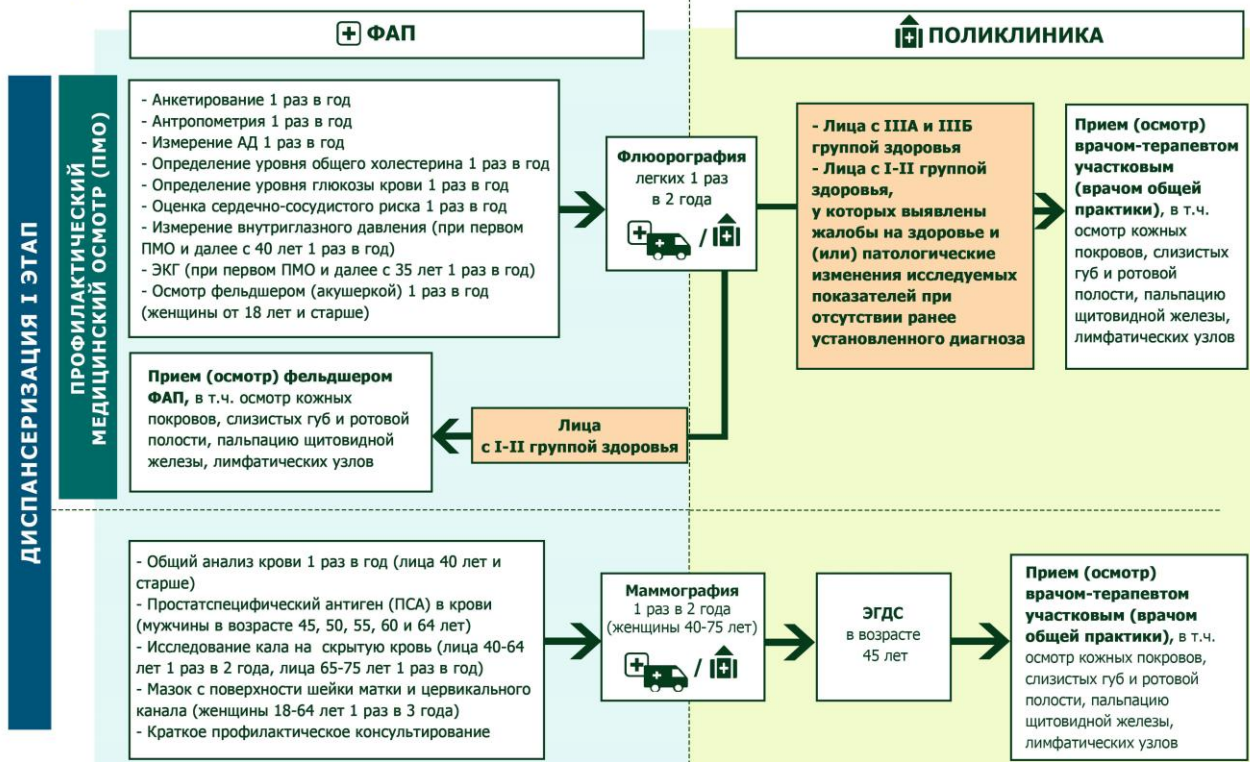 ФАП
ПОЛИКЛИНИКА
ДИСПАНСЕРИЗАЦИЯ I ЭТАП
ПРОФИЛАКТИЧЕСКИЙ
МЕДИЦИНСКИЙ ОСМОТР (ПМО)
- Анкетирование 1 раз в год
- Антропометрия 1 раз в год
- Измерение АД 1 раз в год
- Определение уровня общего холестерина 1 раз в год
- Определение уровня глюкозы крови 1 раз в год
- Оценка сердечно-сосудистого риска 1 раз в год
- Измерение внутриглазного давления (при первом
ПМО и далее с 40 лет 1 раз в год)
- ЭКГ (при первом ПМО и далее с 35 лет 1 раз в год)
- Осмотр фельдшером (акушеркой) 1 раз в год
(женщины от 18 лет и старше)
Флюорография
легких 1 раз
в 2 года
/
- Лица с IIIА и IIIБ
группой здоровья
- Лица с I-II группой
здоровья,
у которых выявлены
жалобы на здоровье и
(или) патологические
изменения исследуемых
показателей при
отсутствии ранее
установленного диагноза
Прием (осмотр)
врачом-терапевтом
участковым
(врачом общей
практики), в т.ч.
осмотр кожных
покровов, слизистых
губ и ротовой
полости, пальпацию
щитовидной железы,
лимфатических узлов
Прием (осмотр) фельдшером
ФАП, в т.ч. осмотр кожных
покровов, слизистых губ и ротовой
полости, пальпацию щитовидной
железы, лимфатических узлов
Лица
с I-II группой здоровья
- Общий анализ крови 1 раз в год (лица 40 лет и
старше)
- Простатспецифический антиген (ПСА) в крови
(мужчины в возрасте 45, 50, 55, 60 и 64 лет)
- Исследование кала на скрытую кровь (лица 40-64
лет 1 раз в 2 года, лица 65-75 лет 1 раз в год)
- Мазок с поверхности шейки матки и цервикального
канала (женщины 18-64 лет 1 раз в 3 года)
- Краткое профилактическое консультирование
Маммография
1 раз в 2 года
(женщины 40-75 лет)
/
ЭГДС
в возрасте
45 лет
Прием (осмотр)
врачом-терапевтом
участковым (врачом
общей практики), в т.ч.
осмотр кожных покровов,
слизистых губ и ротовой
полости, пальпацию
щитовидной железы,
лимфатических узлов